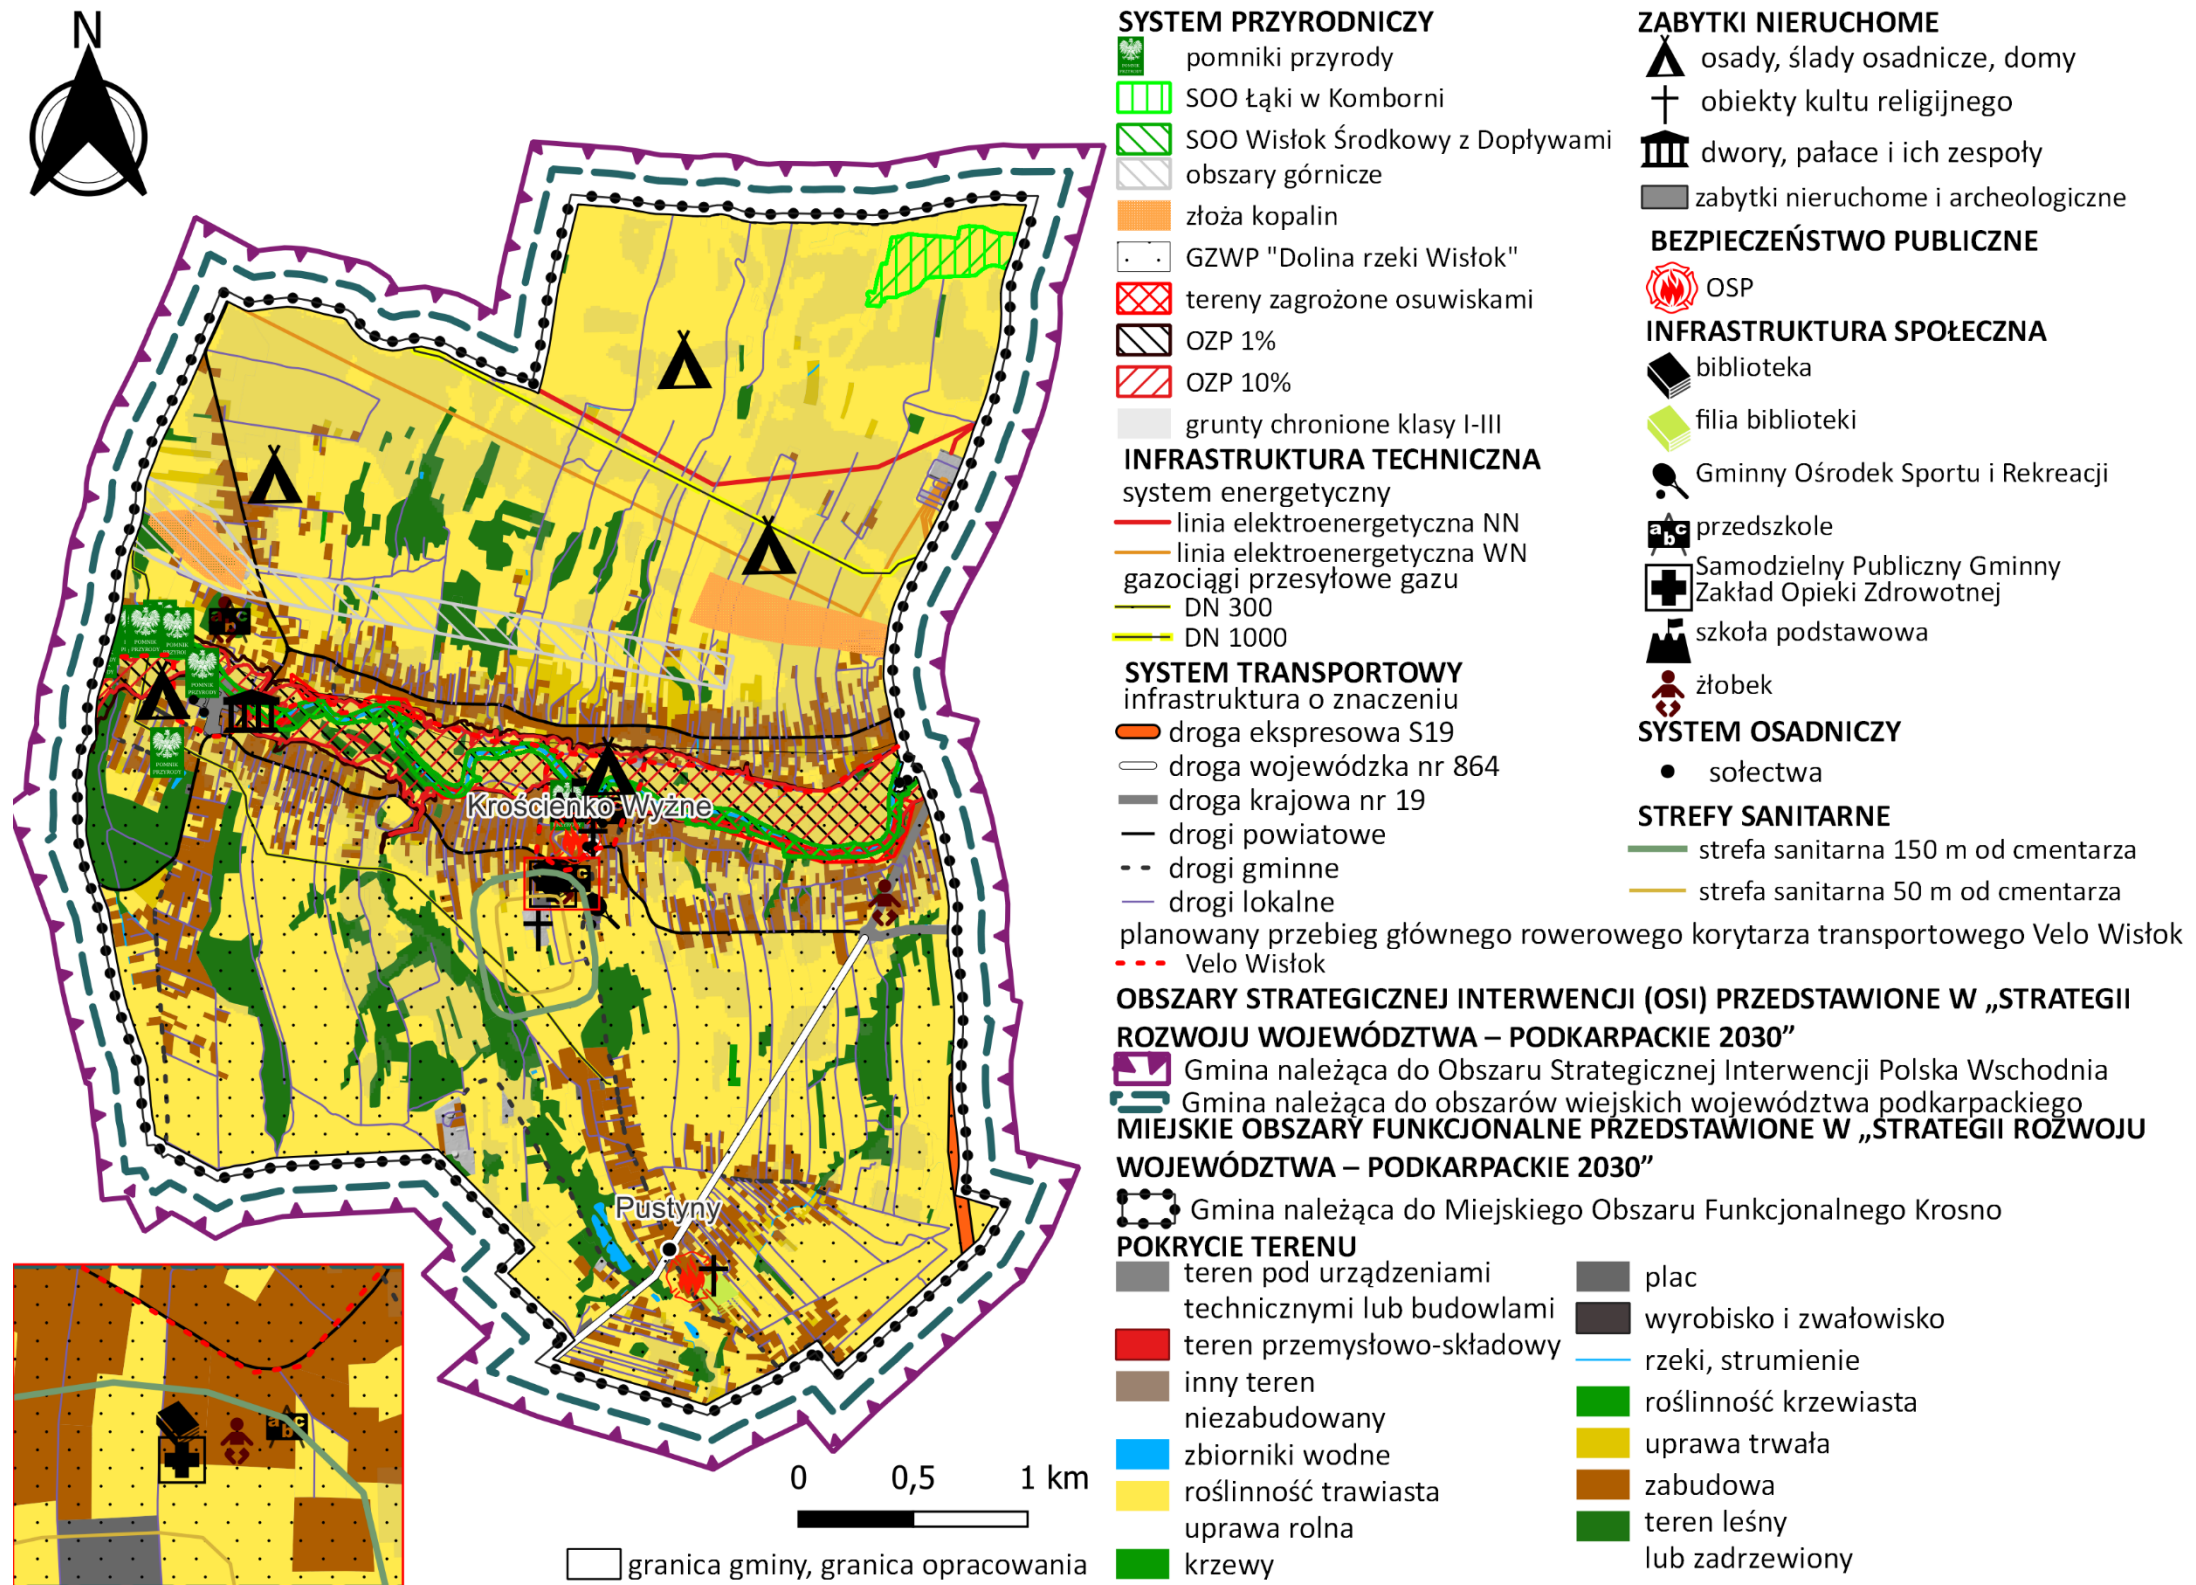 N
Krościenko Wyżne
Pustyny
POMNIK
PRZYRODY
0 0,5 1 km
granica gminy, granica opracowania
SYSTEM PRZYRODNICZY
pomniki przyrody
SOO Łąki w Komborni
SOO Wisłok Środkowy z Dopływami
obszary górnicze
złoża kopalin
GZWP "Dolina rzeki Wisłok"
tereny zagrożone osuwiskami
OZP 1%
OZP 10%
grunty chronione klasy I-III
INFRASTRUKTURA TECHNICZNA
system energetyczny
linia elektroenergetyczna NN
linia elektroenergetyczna WN
gazociągi przesyłowe gazu
DN 300
DN 1000
SYSTEM TRANSPORTOWY
infrastruktura o znaczeniu
droga ekspresowa S19
droga wojewódzka nr 864
droga krajowa nr 19
drogi powiatowe
drogi gminne
drogi lokalne
planowany przebieg głównego rowerowego korytarza transportowego Velo Wisłok
Velo Wisłok
ZABYTKI NIERUCHOME
osady, ślady osadnicze, domy
obiekty kultu religijnego
dwory, pałace i ich zespoły
zabytki nieruchome i archeologiczne
BEZPIECZEŃSTWO PUBLICZNE
OSP
INFRASTRUKTURA SPOŁECZNA
biblioteka
filia biblioteki
Gminny Ośrodek Sportu i Rekreacji
abc przedszkole
Samodzielny Publiczny Gminny
Zakład Opieki Zdrowotnej
szkoła podstawowa
żłobek
SYSTEM OSADNICZY
sołectwa
STREFY SANITARNE
strefa sanitarna 150 m od cmentarza
strefa sanitarna 50 m od cmentarza
OBSZARY STRATEGICZNEJ INTERWENCJI (OSI) PRZEDSTAWIONE W „STRATEGII
ROZWOJU WOJEWÓDZTWA – PODKARPACKIE 2030”
Gmina należąca do Obszaru Strategicznej Interwencji Polska Wschodnia
Gmina należąca do obszarów wiejskich województwa podkarpackiego
MIEJSKIE OBSZARY FUNKCJONALNE PRZEDSTAWIONE W „STRATEGII ROZWOJU
WOJEWÓDZTWA – PODKARPACKIE 2030”
Gmina należąca do Miejskiego Obszaru Funkcjonalnego Krosno
POKRYCIE TERENU
teren pod urządzeniami
technicznymi lub budowlami
teren przemysłowo-składowy
inny teren
niezabudowany
zbiorniki wodne
roślinność trawiasta
uprawa rolna
krzewy
plac
wyrobisko i zwałowisko
rzeki, strumienie
roślinność krzewiasta
uprawa trwała
zabudowa
teren leśny
lub zadrzewiony